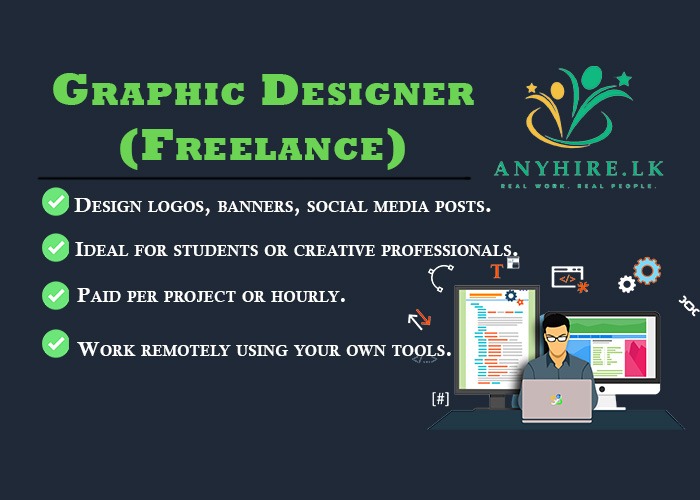 Graphic Designer
(Freelance)
ANYHIRE.LK
REAL WORK. REAL PEOPLE.
Design logos, banners, social media posts.
Ideal for students or creative professionals.
Paid per project or hourly.
Work remotely using your own tools.
T
</>
[#]